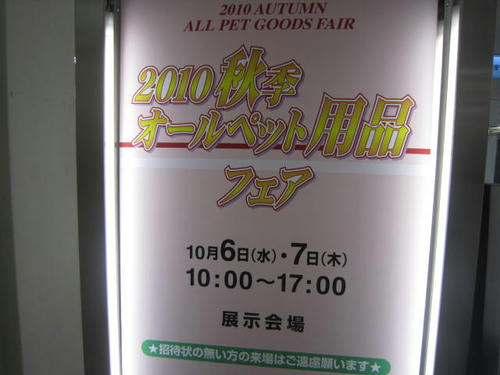 2010 AUTUMN
ALL PET GOODS FAIR
2010 秋季
オールペット用品
フェア
10月6日(水)・7日(木)
10:00～17:00
展示会場
★招待状の無い方の来場はご遠慮願います★